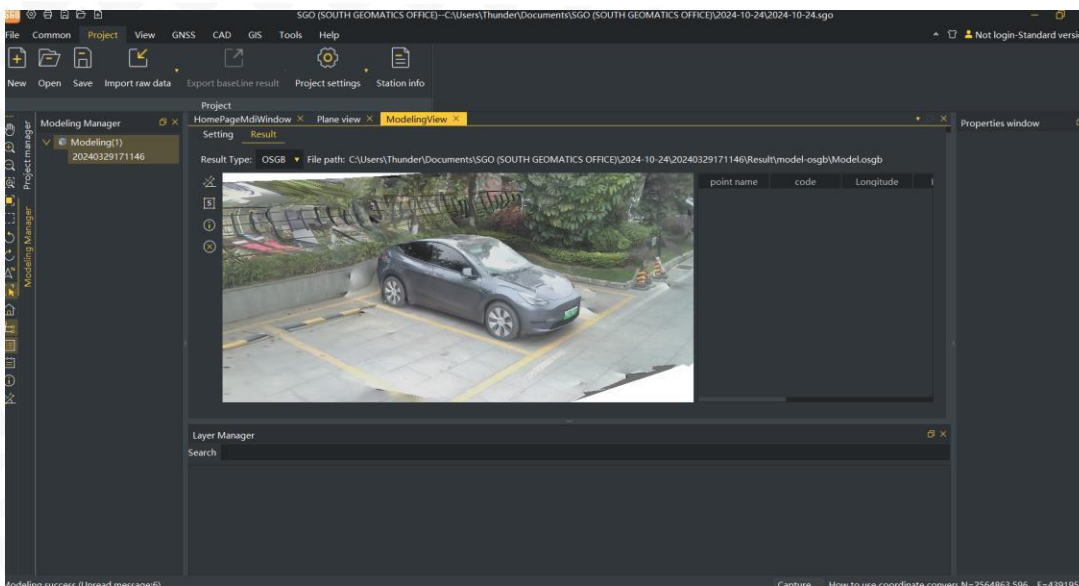 SGO
SGO (SOUTH GEOMATICS OFFICE)--C:\Users\Thunder\Documents\SGO (SOUTH GEOMATICS OFFICE)\2024-10-24\2024-10-24.sgo
File Common Project View GNSS CAD GIS Tools Help
Not login-Standard versi
New Open Save Import raw data Export baseLine result Project settings Station info
Project
Project manager
Modeling Manager
Modeling Manager
Modeling(1)
20240329171146
HomePageMdiWindow Plane view ModelingView
Setting Result
Result Type: OSGB File path: C:\Users\Thunder\Documents\SGO (SOUTH GEOMATICS OFFICE)\2024-10-24\20240329171146\Result\model-osgb\Model.osgb
point name code Longitude
Properties window
Layer Manager
Search
Modeling success (Unread message:6)
Capture How to use coordinate convers N=2564863.596 E=439195